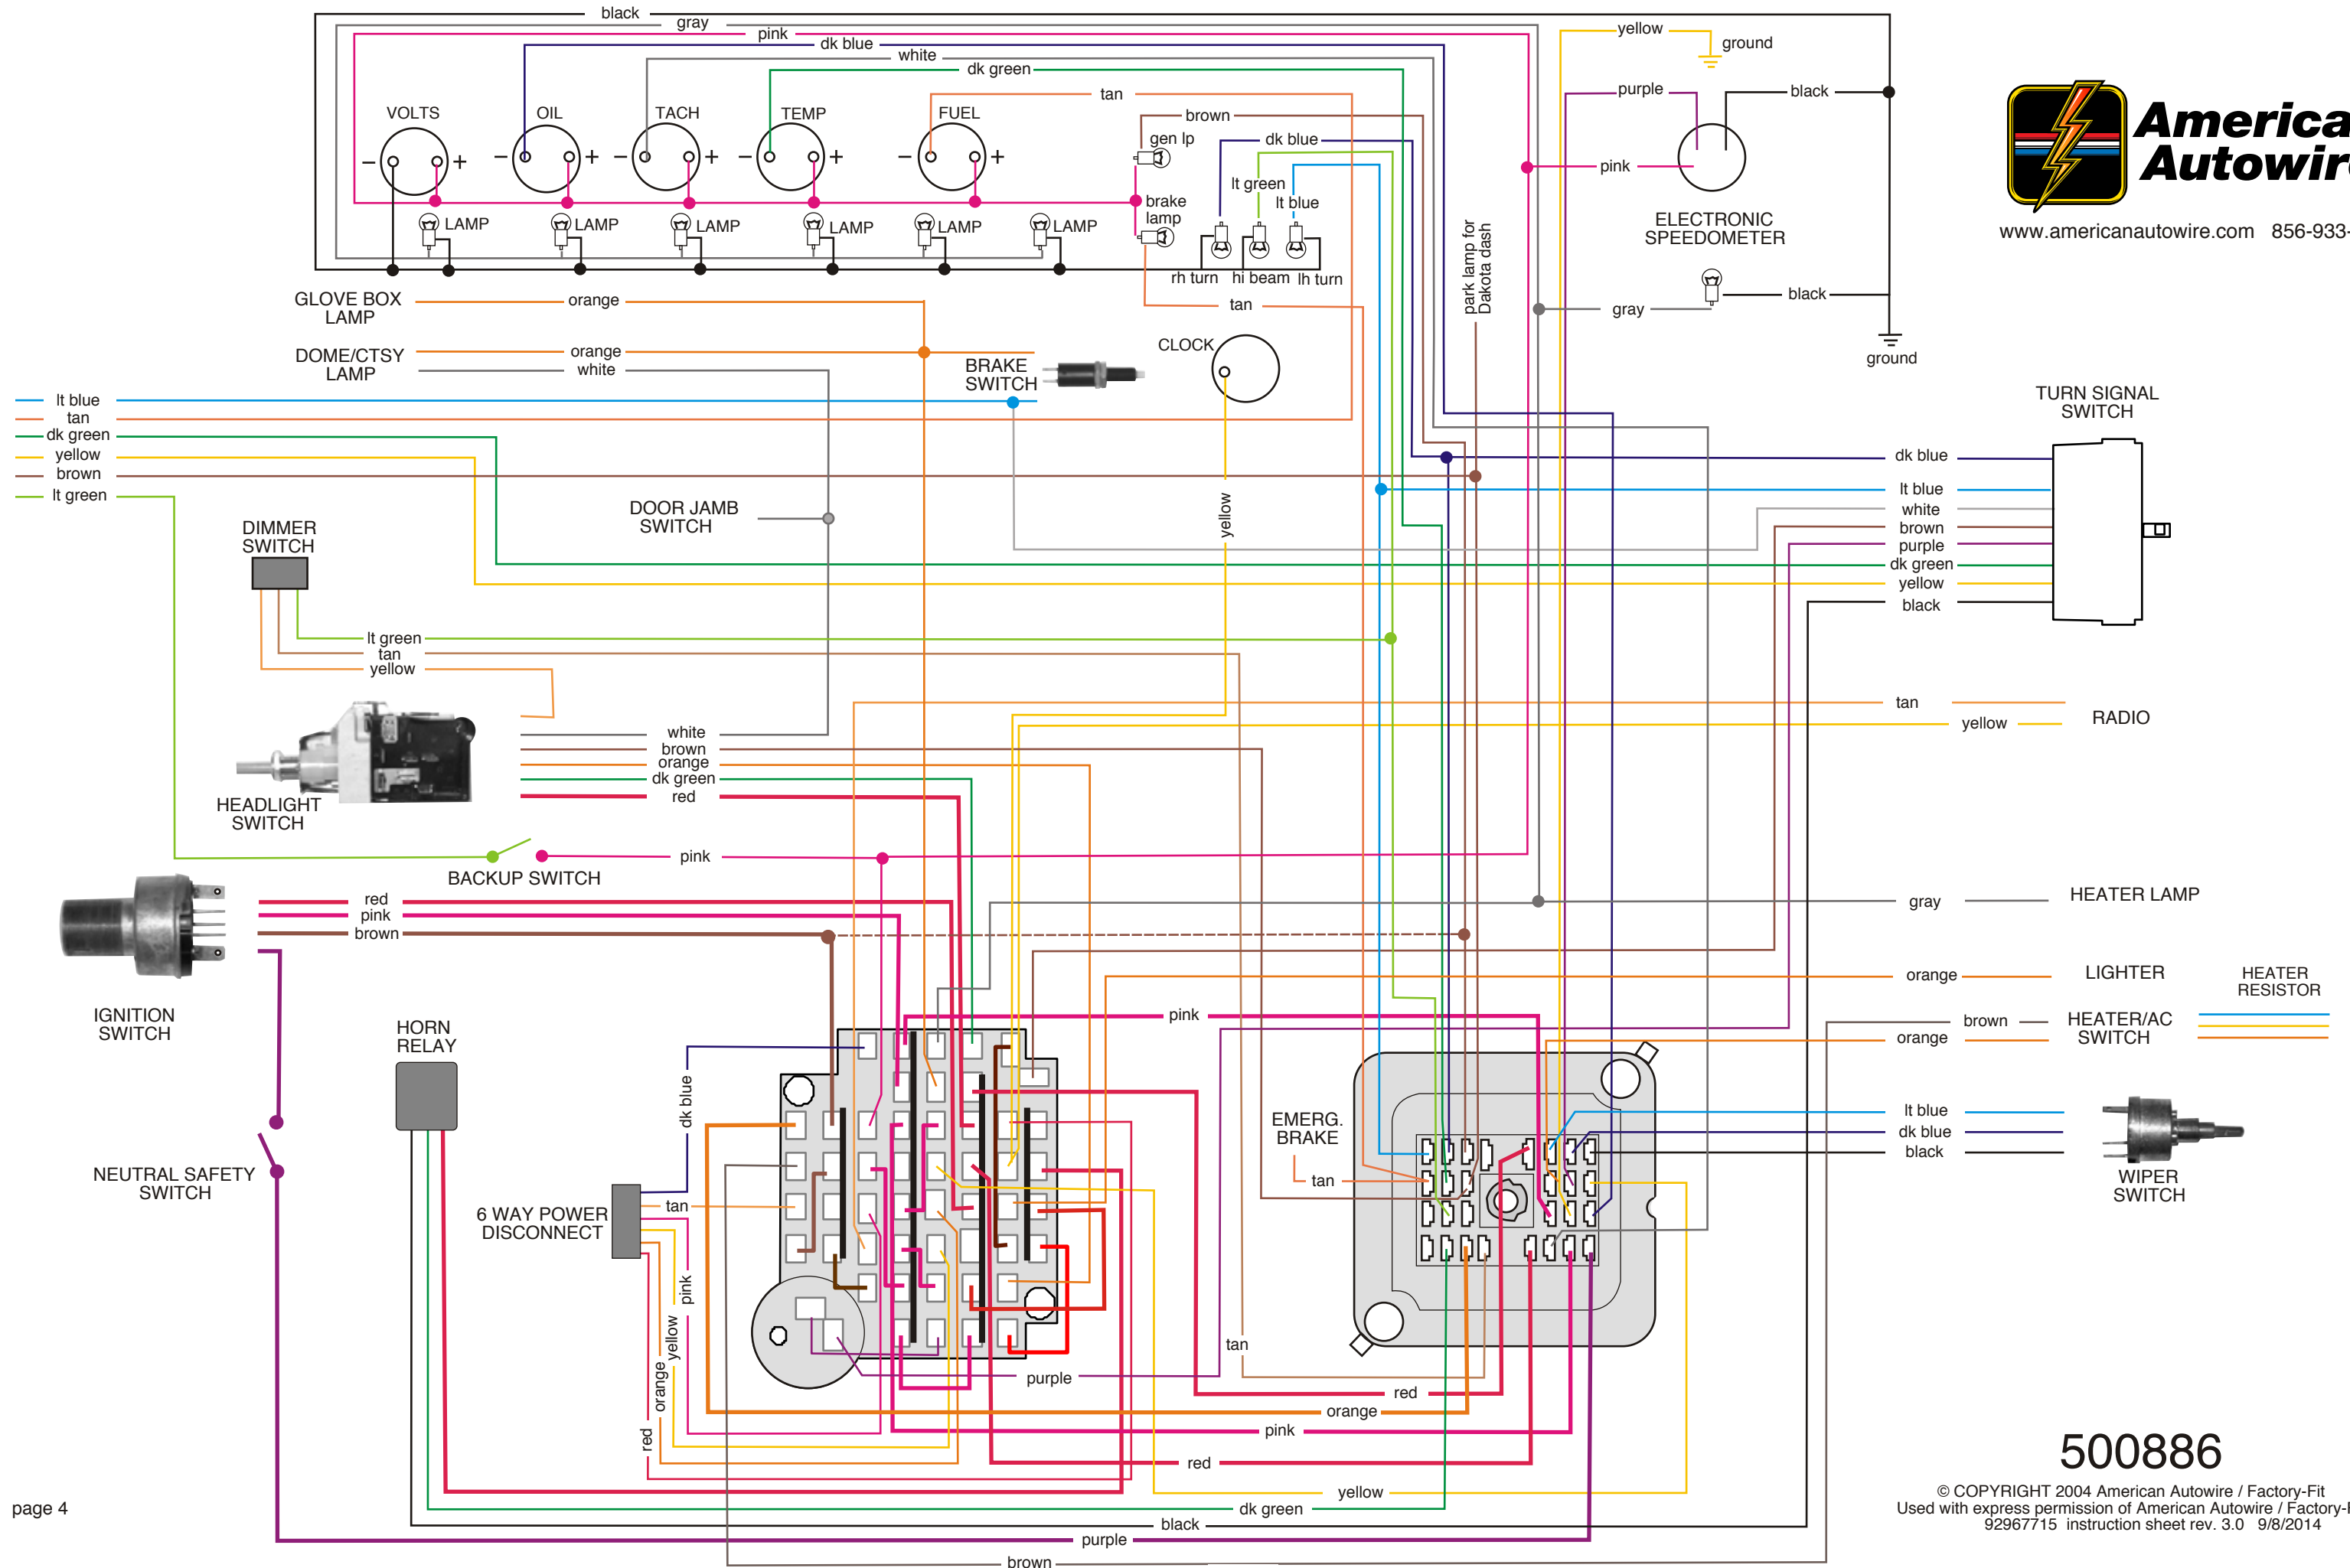 black
gray
pink
dk blue
white
dk green
tan
yellow
ground
purple
black
pink
ELECTRONIC
SPEEDOMETER
gray
black
ground
America
Autowire
www.americanautowire.com 856-933-
VOLTS
OIL
TACH
TEMP
FUEL
- +
- +
- +
- +
- +
LAMP
LAMP
LAMP
LAMP
LAMP
LAMP
brown
gen lp
dk blue
lt green
lt blue
brake
lamp
rh turn
hi beam
lh turn
tan
park lamp for
Dakota dash
GLOVE BOX
LAMP
orange
DOME/CTSY
LAMP
orange
white
BRAKE
SWITCH
CLOCK
yellow
lt blue
tan
dk green
yellow
brown
lt green
DOOR JAMB
SWITCH
DIMMER
SWITCH
lt green
tan
yellow
TURN SIGNAL
SWITCH
dk blue
lt blue
white
brown
purple
dk green
yellow
black
tan
yellow
RADIO
HEADLIGHT
SWITCH
white
brown
orange
dk green
red
BACKUP SWITCH
pink
red
pink
brown
IGNITION
SWITCH
NEUTRAL SAFETY
SWITCH
HORN
RELAY
6 WAY POWER
DISCONNECT
dk blue
tan
pink
yellow
orange
red
gray
HEATER LAMP
orange
LIGHTER
HEATER
RESISTOR
brown
orange
HEATER/AC
SWITCH
lt blue
dk blue
black
WIPER
SWITCH
pink
EMERG.
BRAKE
tan
tan
purple
red
orange
pink
red
yellow
dk green
black
purple
brown
page 4
500886
© COPYRIGHT 2004 American Autowire / Factory-Fit
Used with express permission of American Autowire / Factory-F
92967715 instruction sheet rev. 3.0 9/8/2014